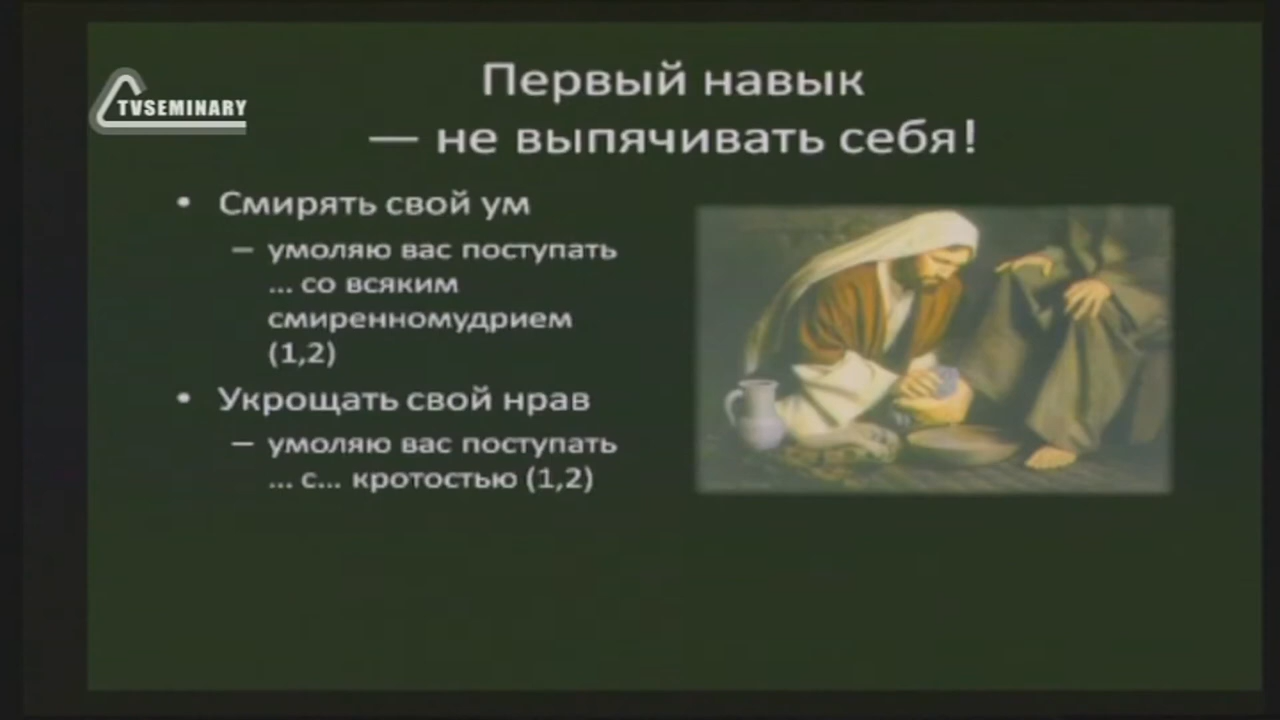 TVSEMINARY
Первый навык
— не выпячивать себя!
• Смирять свой ум
– умоляю вас поступать
... со всяким
смиренномудрием
(1,2)
• Укрощать свой нрав
– умоляю вас поступать
... с... кротостью (1,2)